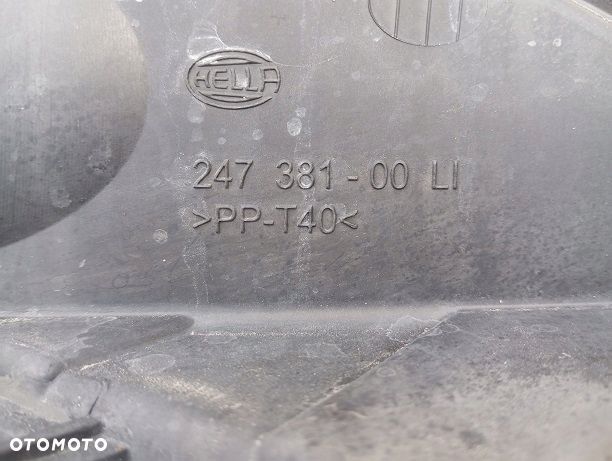 HELLA
247 381-00 LI
>PP-T40<
OTOMOTO